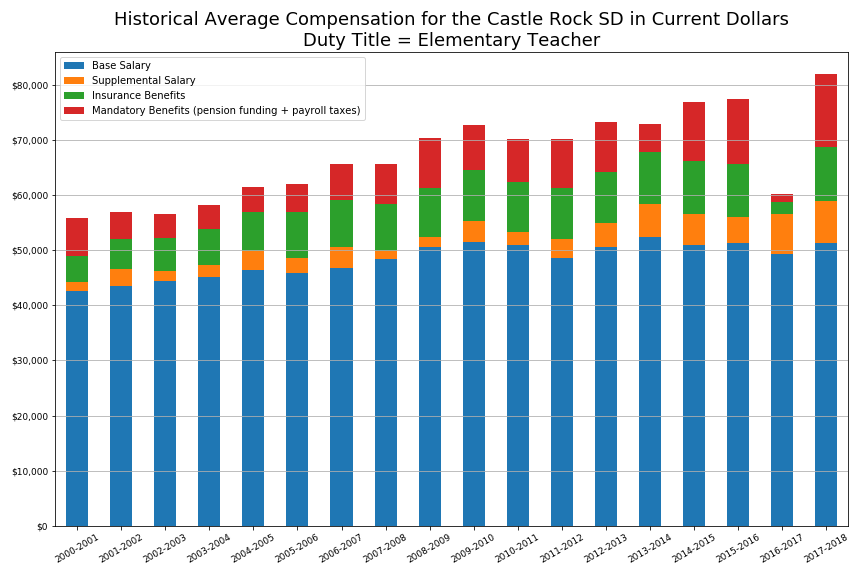 Historical Average Compensation for the Castle Rock SD in Current Dollars
Duty Title = Elementary Teacher
Base Salary
Supplemental Salary
Insurance Benefits
Mandatory Benefits (pension funding + payroll taxes)
$80,000
$70,000
$60,000
$50,000
$40,000
$30,000
$20,000
$10,000
$0
2000-2001 2001-2002 2002-2003 2003-2004 2004-2005 2005-2006 2006-2007 2007-2008 2008-2009 2009-2010 2010-2011 2011-2012 2012-2013 2013-2014 2014-2015 2015-2016 2016-2017 2017-2018